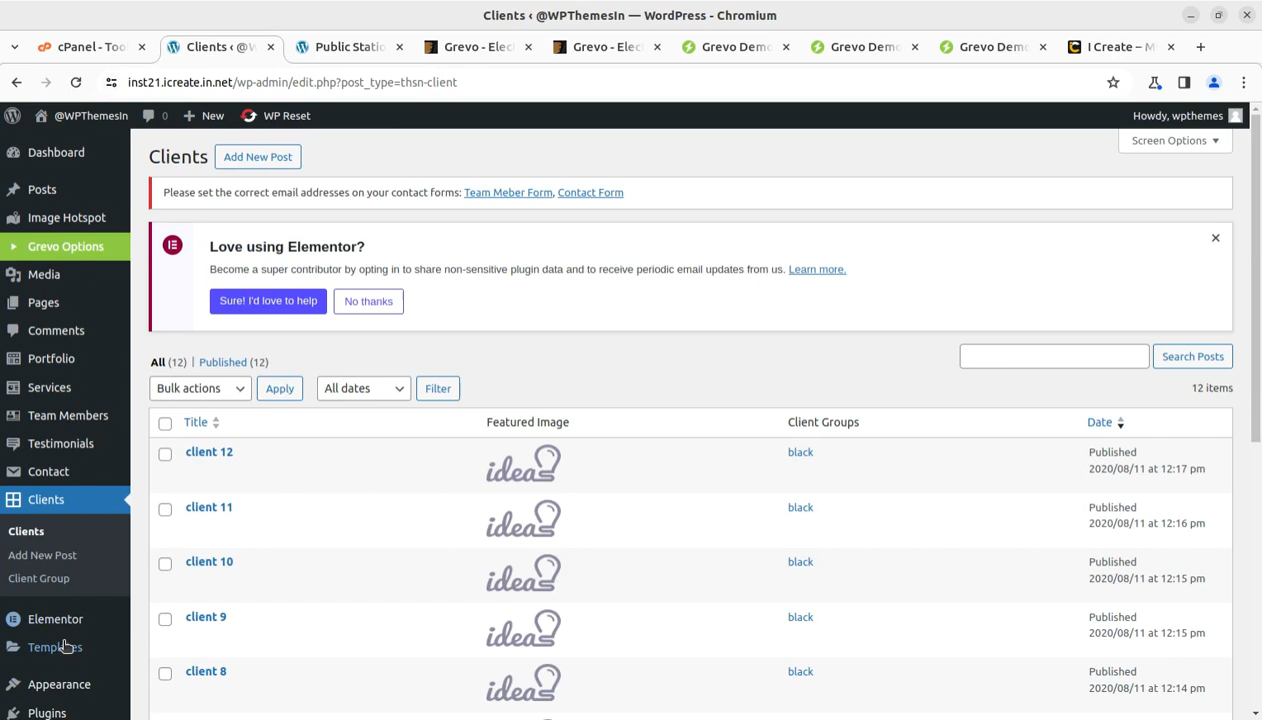 Clients ‹ @WPThemesIn — WordPress - Chromium
cPanel - Too
Clients ‹ @W
Public Statio
Grevo - Elec
Grevo - Elec
Grevo Demo
Grevo Demo
Grevo Demo
I Create – M
inst21.icreate.in.net/wp-admin/edit.php?post_type=thsn-client
@WPThemesIn
0
New
WP Reset
Howdy, wpthemes
Dashboard
Posts
Image Hotspot
Grevo Options
Media
Pages
Comments
Portfolio
Services
Team Members
Testimonials
Contact
Clients
Clients
Add New Post
Client Group
Elementor
Templates
Appearance
Plugins
Screen Options
Clients
Add New Post
Please set the correct email addresses on your contact forms: Team Meber Form, Contact Form
Love using Elementor?
Become a super contributor by opting in to share non-sensitive plugin data and to receive periodic email updates from us. Learn more.
Sure! I'd love to help
No thanks
All (12) | Published (12)
Search Posts
Bulk actions
Apply
All dates
Filter
12 items
Title
Featured Image
Client Groups
Date
client 12
idea
black
Published
2020/08/11 at 12:17 pm
client 11
idea
black
Published
2020/08/11 at 12:16 pm
client 10
idea
black
Published
2020/08/11 at 12:15 pm
client 9
idea
black
Published
2020/08/11 at 12:15 pm
client 8
idea
black
Published
2020/08/11 at 12:14 pm